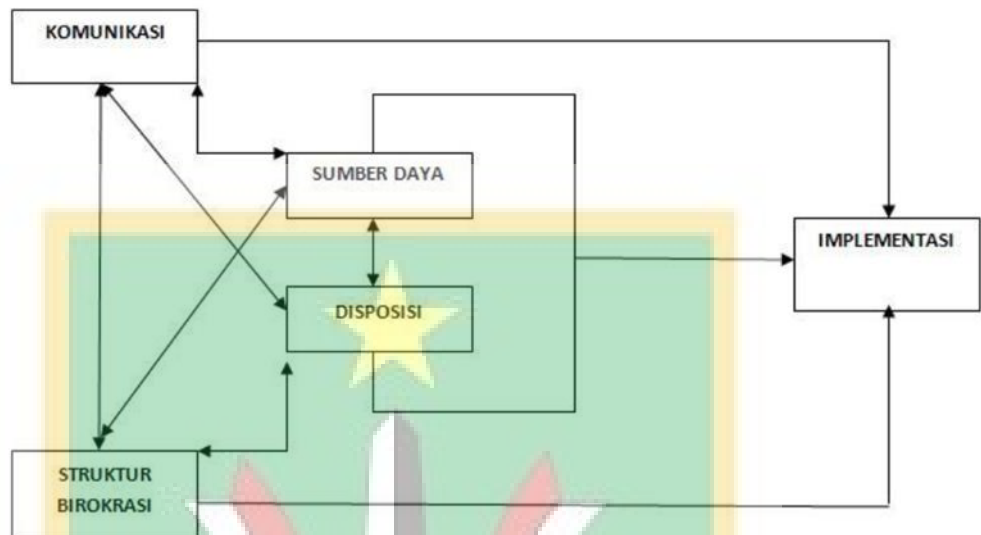 KOMUNIKASI
SUMBER DAYA
IMPLEMENTASI
DISPOSISI
STRUKTUR
BIROKRASI